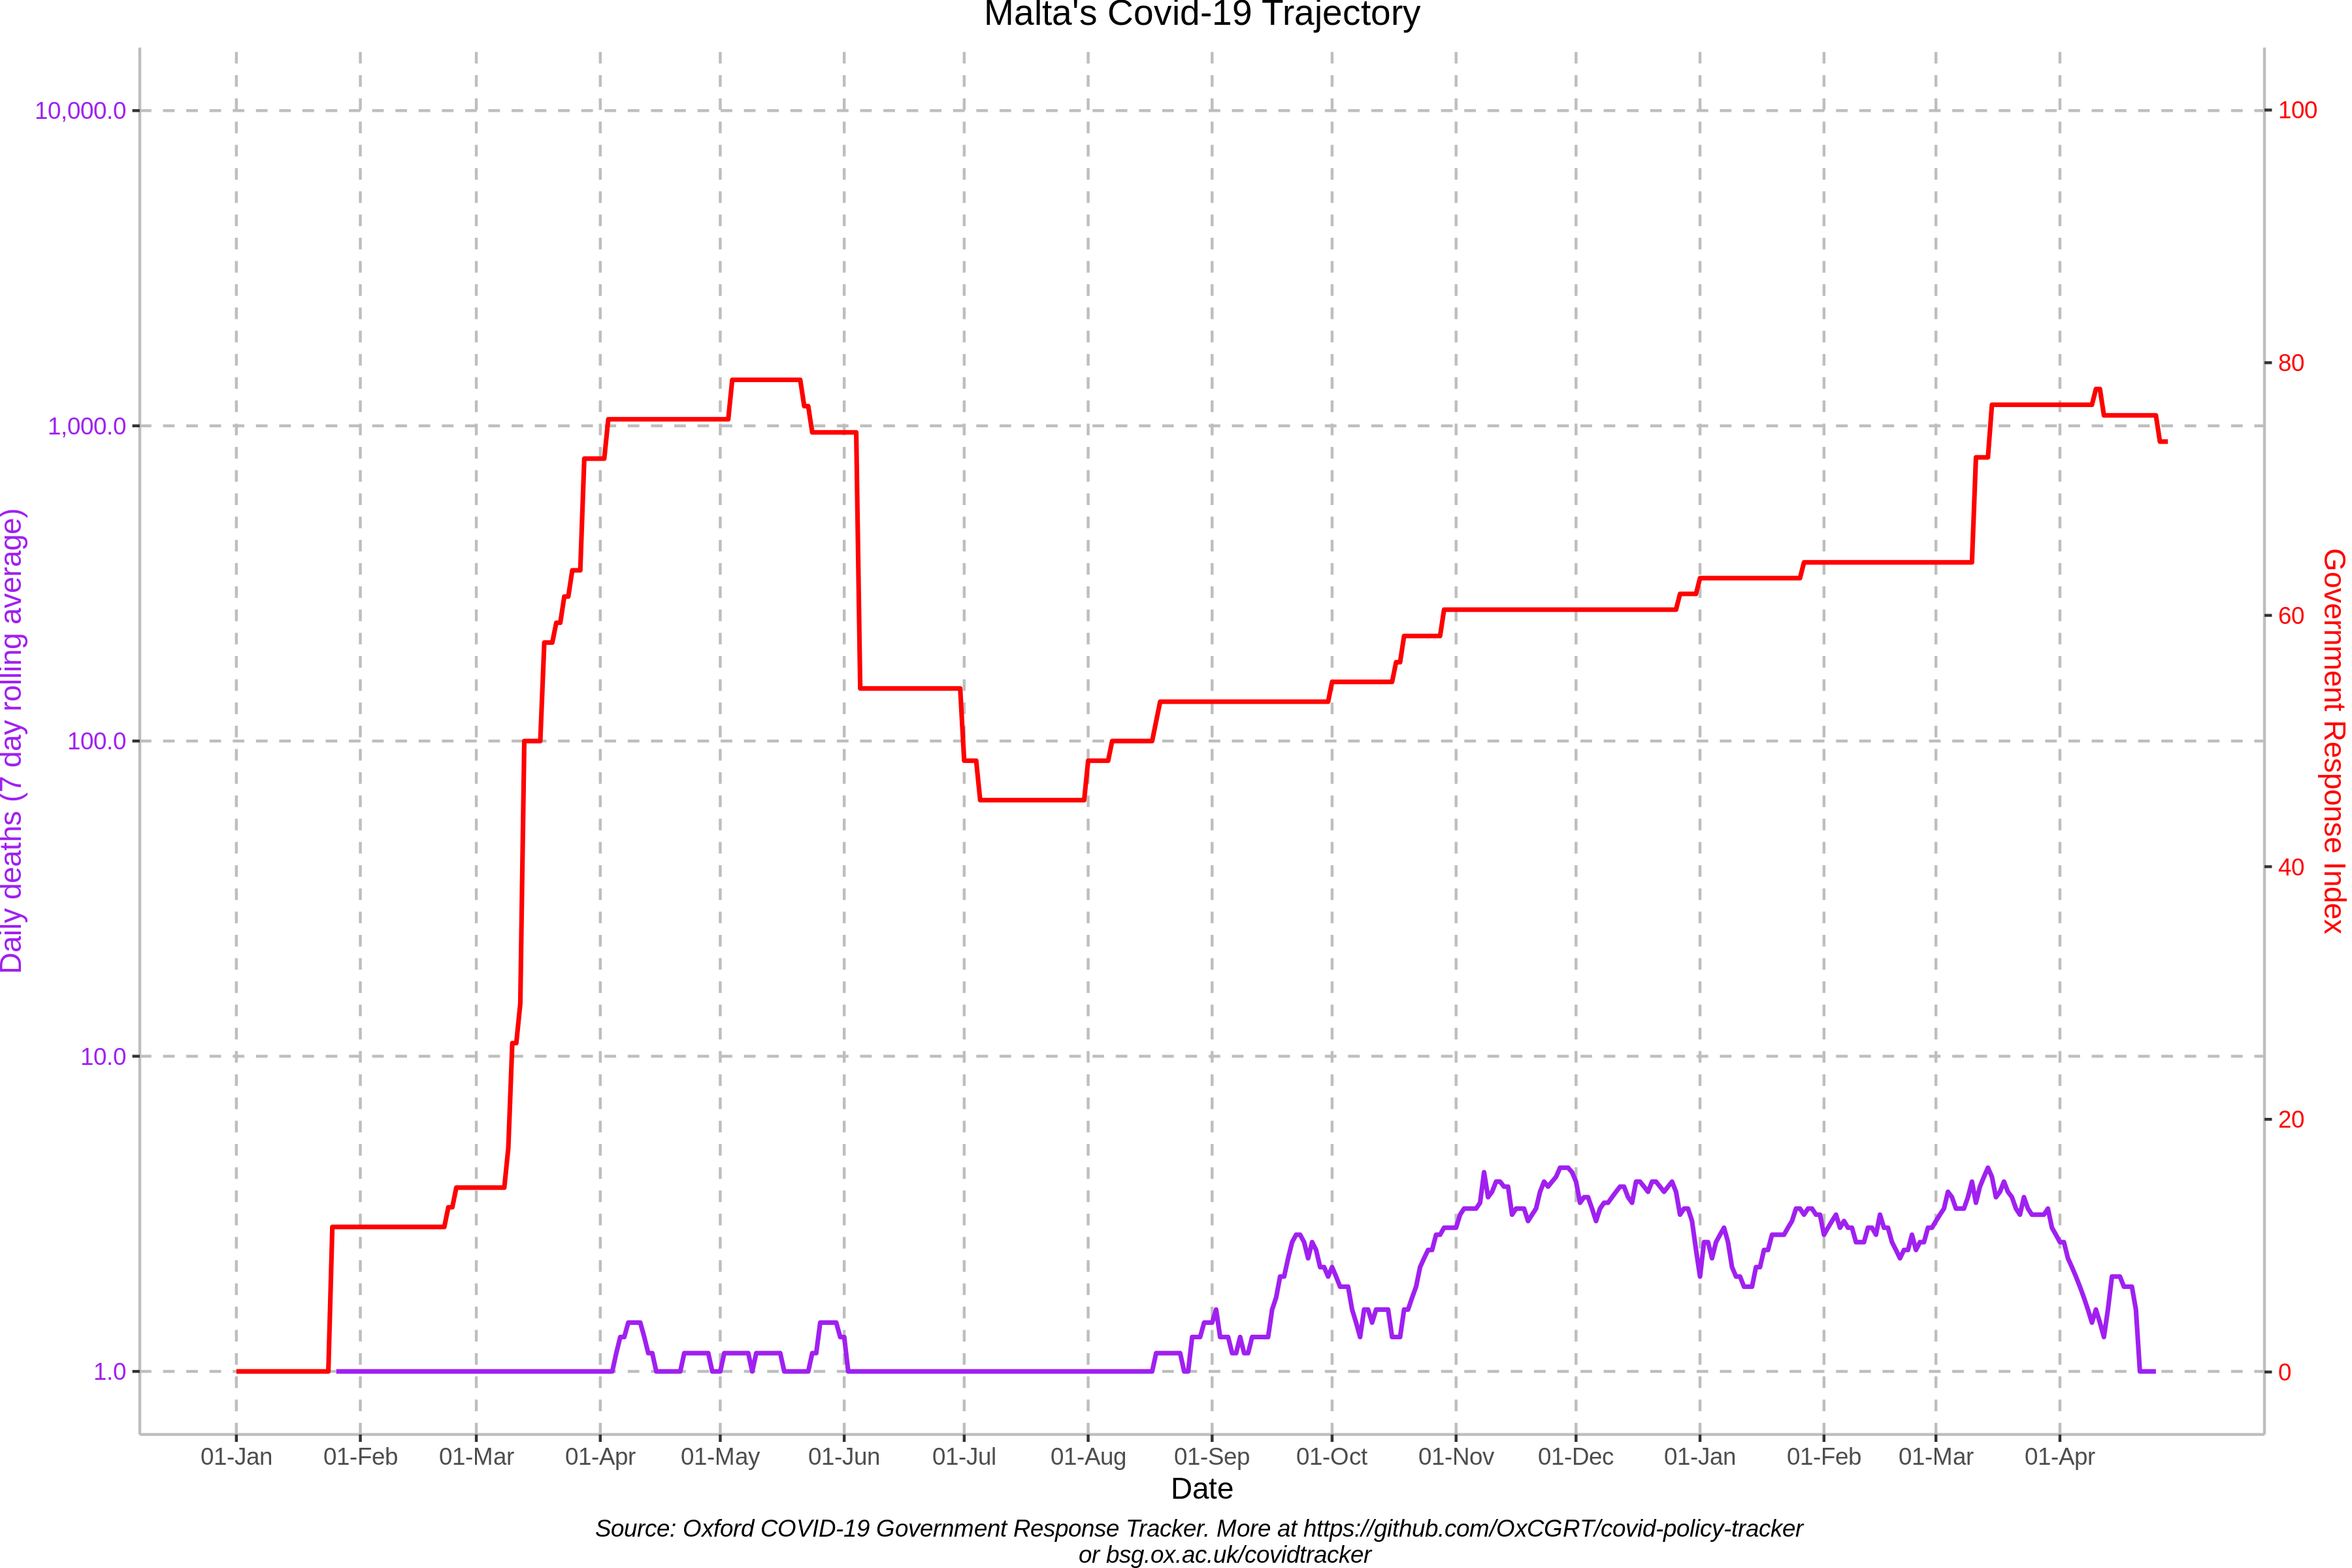 Malta's Covid-19 Trajectory
10,000.0
1,000.0
100.0
10.0
1.0
Daily deaths (7 day rolling average)
100
80
60
40
20
0
Government Response Index
01-Jan 01-Feb 01-Mar 01-Apr 01-May 01-Jun 01-Jul 01-Aug 01-Sep 01-Oct 01-Nov 01-Dec 01-Jan 01-Feb 01-Mar 01-Apr
Date
Source: Oxford COVID-19 Government Response Tracker. More at https://github.com/OxCGRT/covid-policy-tracker
or bsg.ox.ac.uk/covidtracker